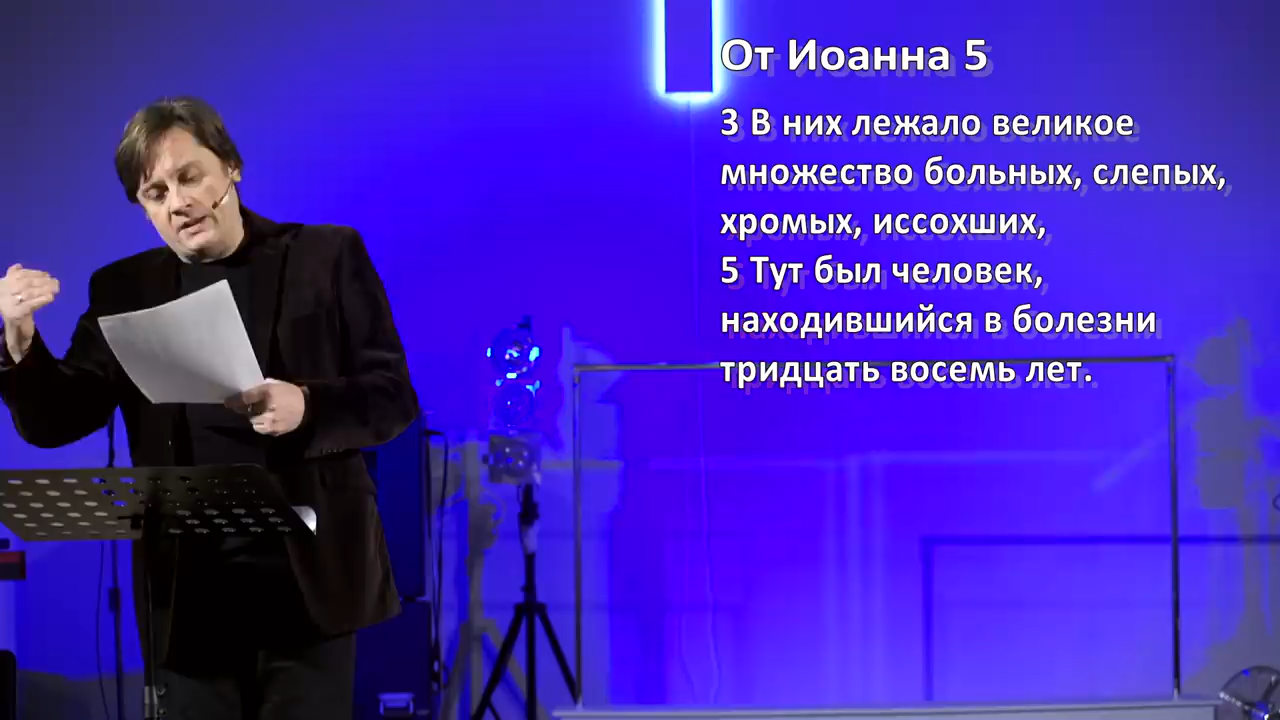 От Иоанна 5
3 В них лежало великое
множество больных, слепых,
хромых, иссохших,
5 Тут был человек,
находившийся в болезни
тридцать восемь лет.